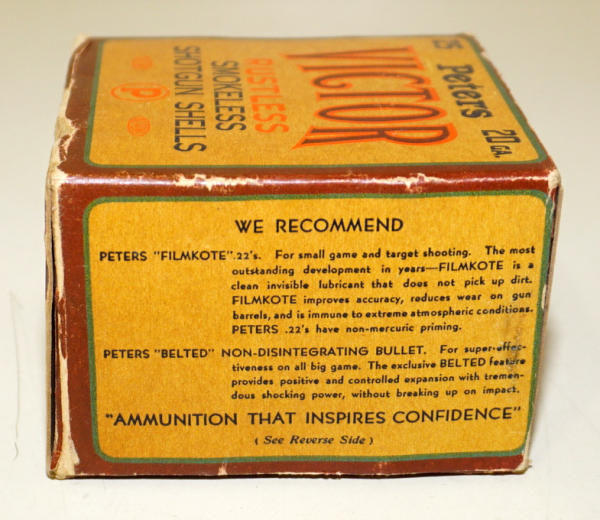 25 Peters 20 GA.
VICTOR
RUSTLESS
SMOKELESS
SHOTGUN SHELLS
P
WE RECOMMEND
PETERS "FILMKOTE" .22's. For small game and target shooting. The most
outstanding development in years—FILMKOTE is a
clean invisible lubricant that does not pick up dirt.
FILMKOTE improves accuracy, reduces wear on gun
barrels, and is immune to extreme atmospheric conditions.
PETERS .22's have non-mercuric priming.
PETERS "BELTED" NON-DISINTEGRATING BULLET. For super-effec-
tiveness on all big game. The exclusive BELTED feature
provides positive and controlled expansion with tremen-
dous shocking power, without breaking up on impact.
"AMMUNITION THAT INSPIRES CONFIDENCE"
( See Reverse Side )